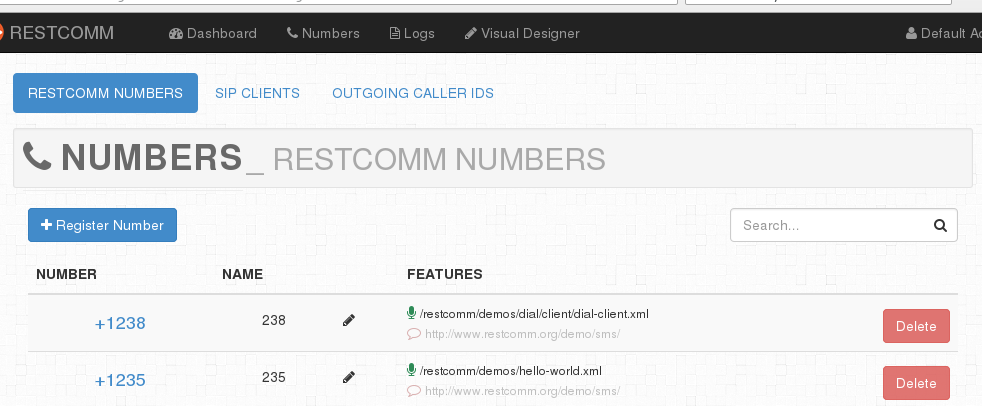 RESTCOMM Dashboard Numbers Logs Visual Designer Default
RESTCOMM NUMBERS SIP CLIENTS OUTGOING CALLER IDS
NUMBERS_ RESTCOMM NUMBERS
Register Number Search...
NUMBER NAME FEATURES
+1238 238 /restcomm/demos/dial/client/dial-client.xml
http://www.restcomm.org/demo/sms/
Delete
+1235 235 /restcomm/demos/hello-world.xml
http://www.restcomm.org/demo/sms/
Delete